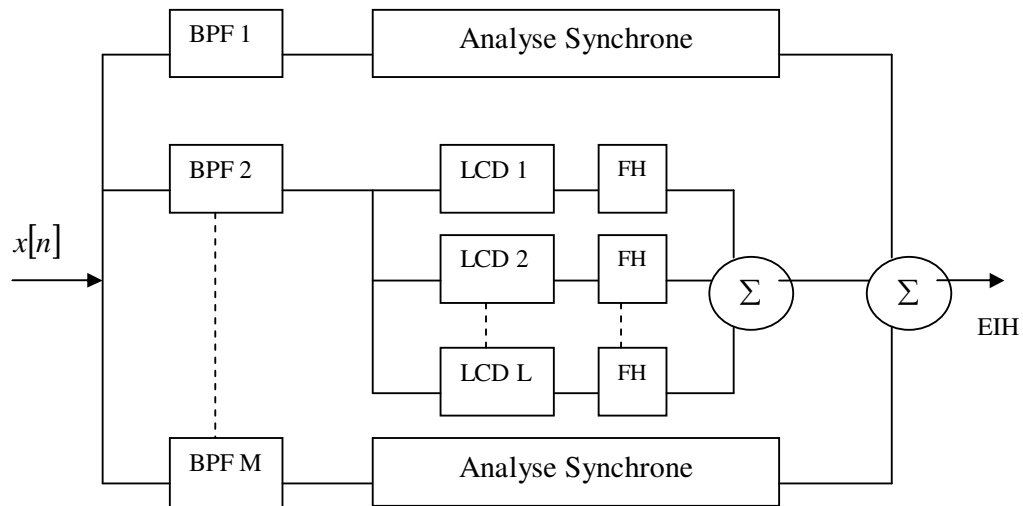 BPF 1
Analyse Synchrone
BPF 2
LCD 1
FH
x[n]
LCD 2
FH
Σ
Σ
EIH
LCD L
FH
BPF M
Analyse Synchrone